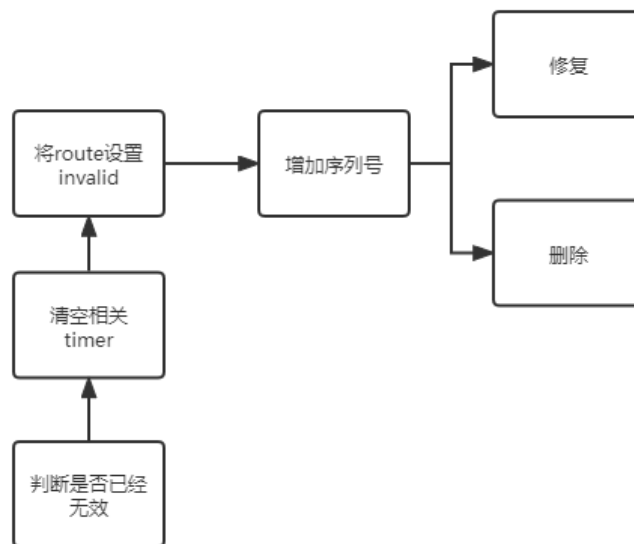 修复
将route设置
invalid
增加序列号
删除
清空相关
timer
判断是否已经
无效